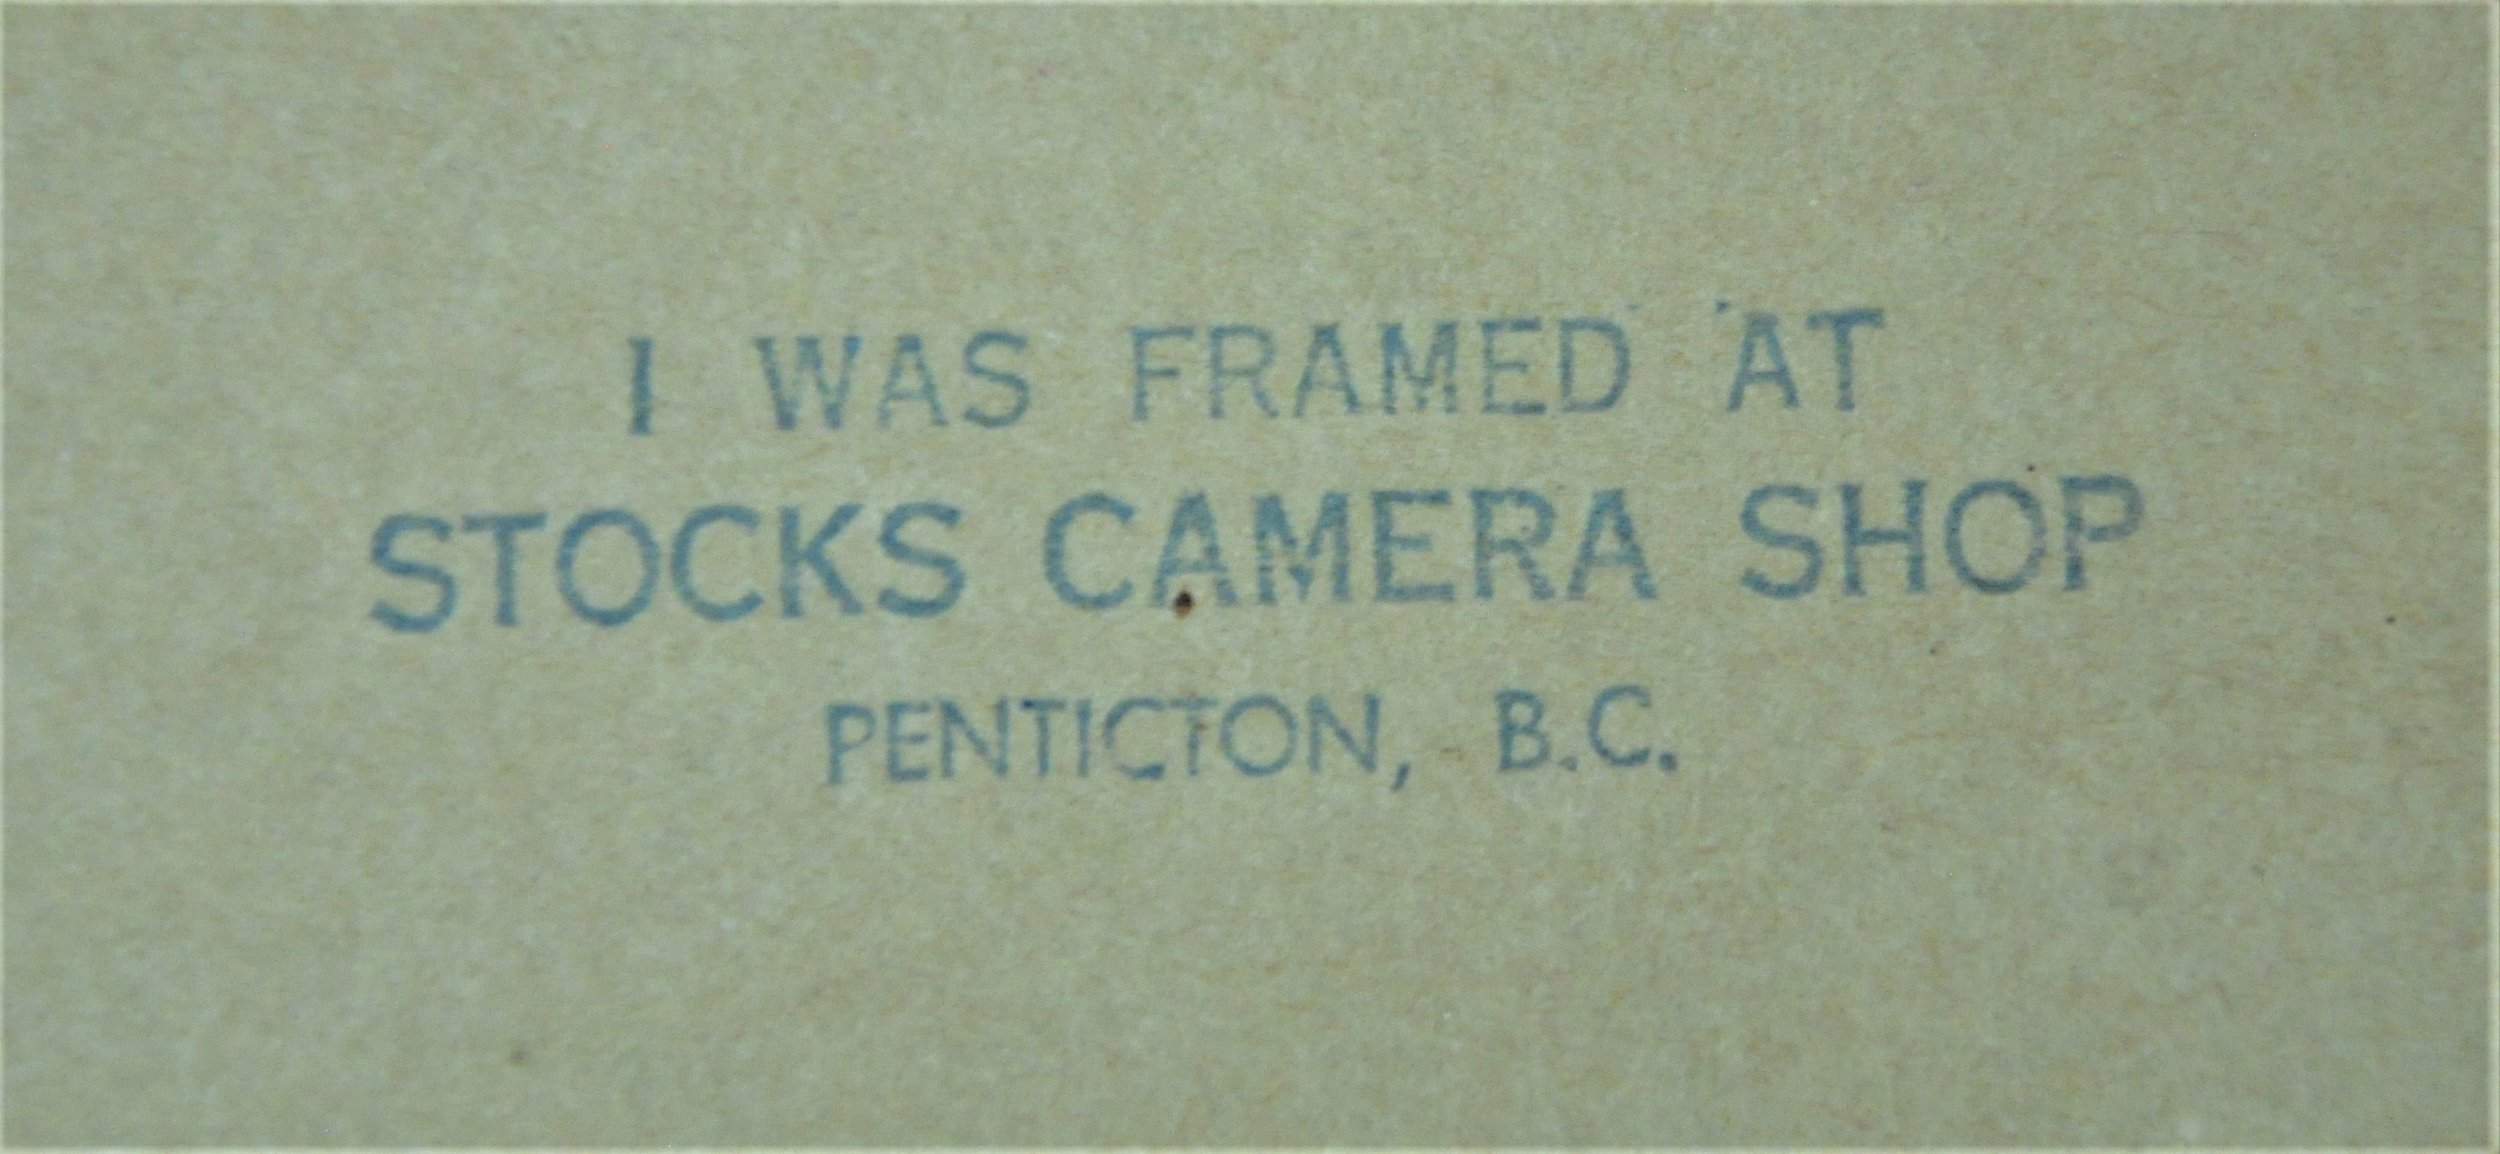 I WAS FRAMED AT
STOCKS CAMERA SHOP
PENTICTON, B.C.